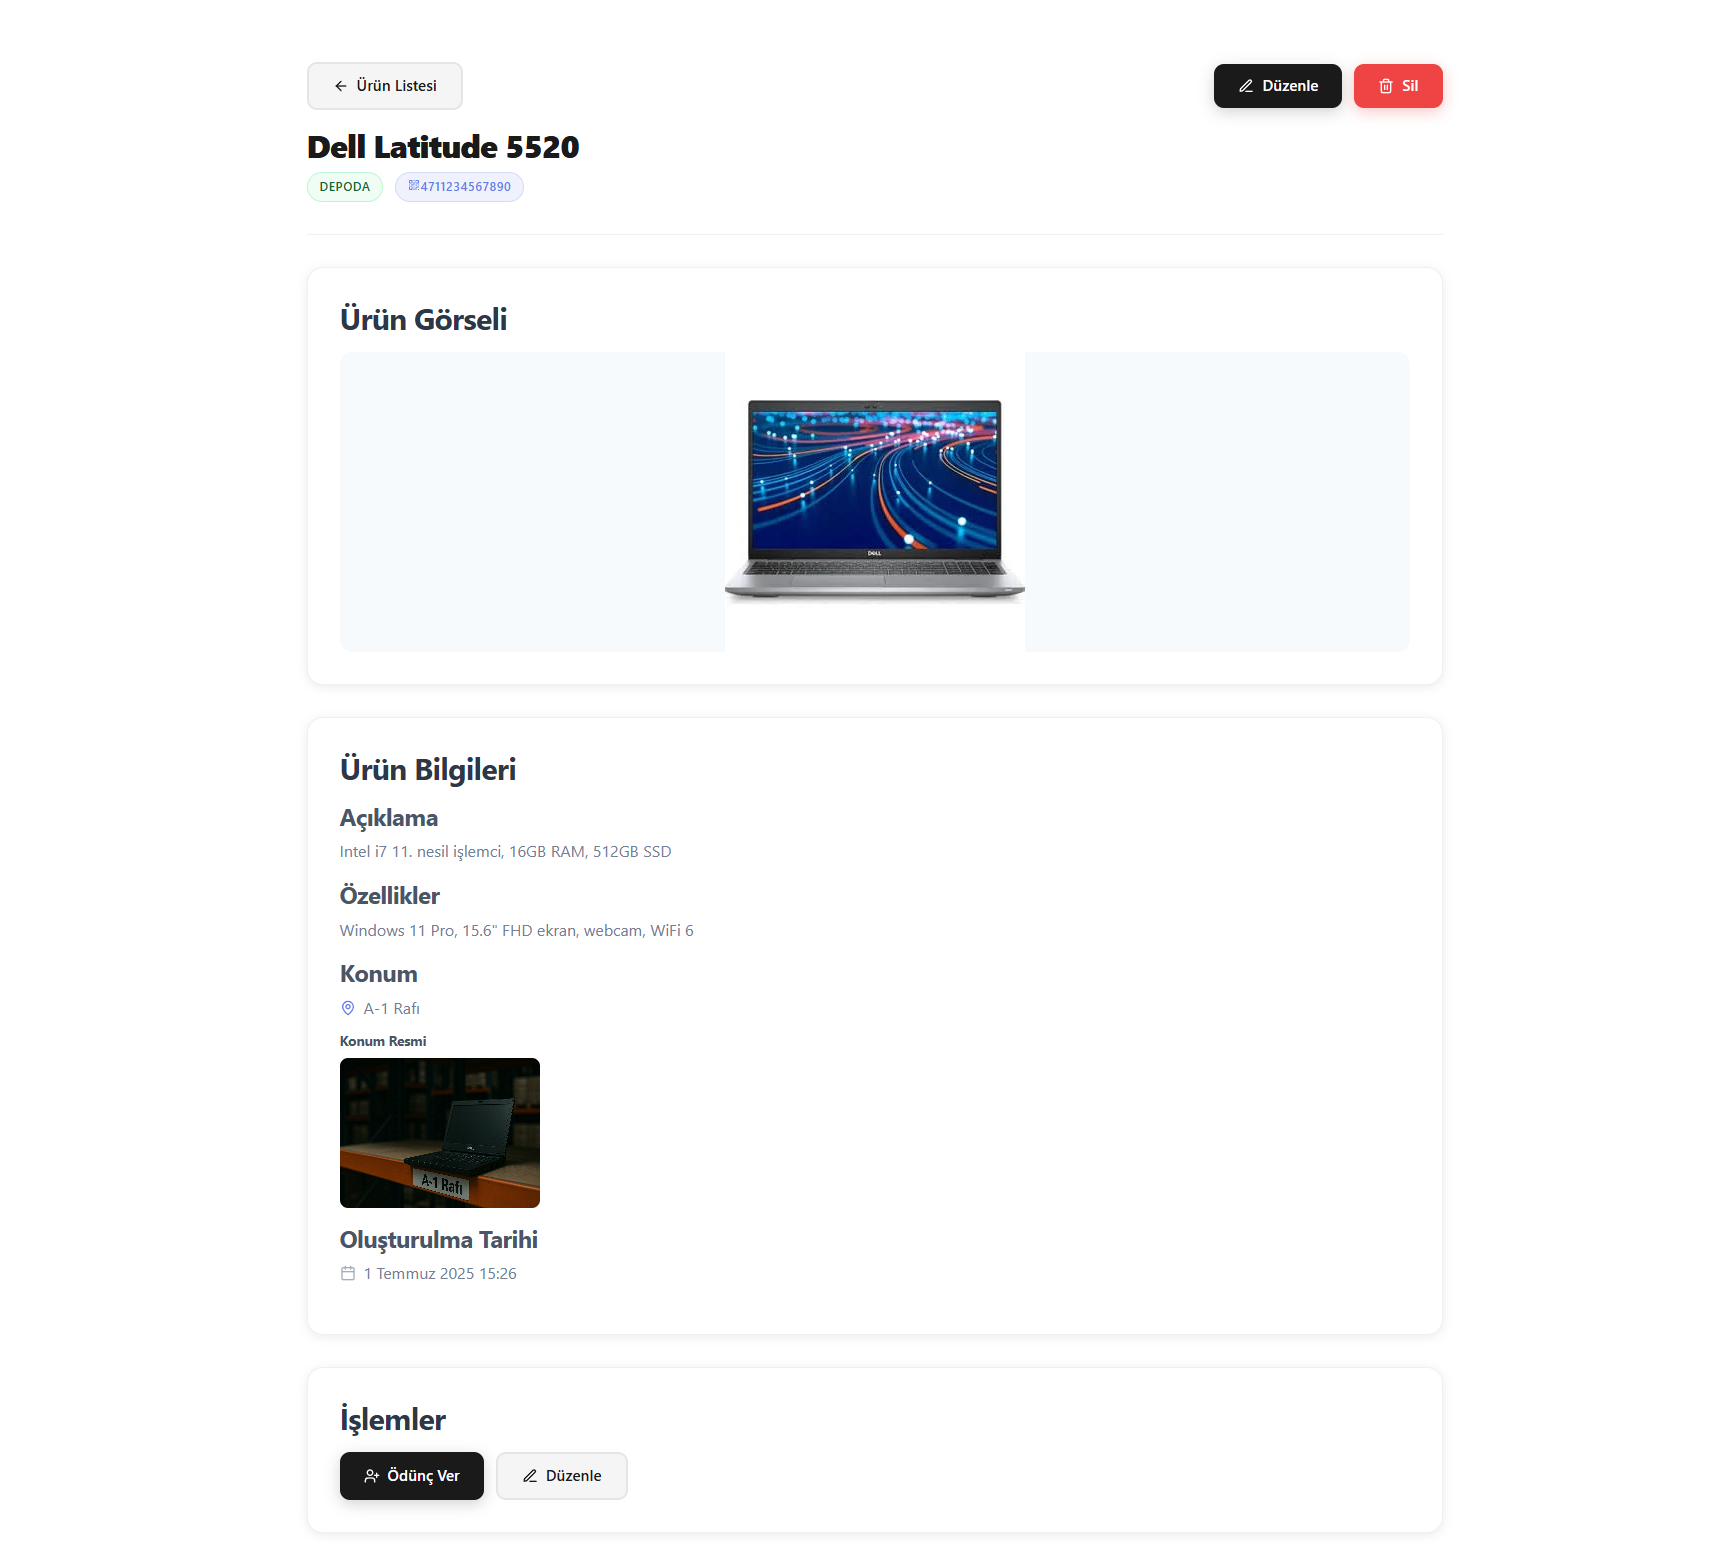 Ürün Listesi
Düzenle
Sil
Dell Latitude 5520
DEPODA
4711234567890
Ürün Görseli
DELL
Ürün Bilgileri
Açıklama
Intel i7 11. nesil işlemci, 16GB RAM, 512GB SSD
Özellikler
Windows 11 Pro, 15.6" FHD ekran, webcam, WiFi 6
Konum
A-1 Rafı
Konum Resmi
A-1 Rafı
Oluşturulma Tarihi
1 Temmuz 2025 15:26
İşlemler
Ödünç Ver
Düzenle